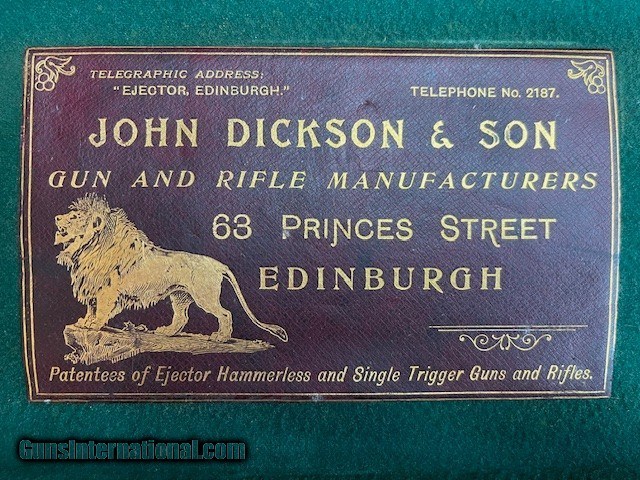 TELEGRAPHIC ADDRESS:
"EJECTOR, EDINBURGH."
TELEPHONE No. 2187.
JOHN DICKSON & SON
GUN AND RIFLE MANUFACTURERS
63 PRINCES STREET
EDINBURGH
Patentees of Ejector Hammerless and Single Trigger Guns and Rifles.
GunsInternational.com